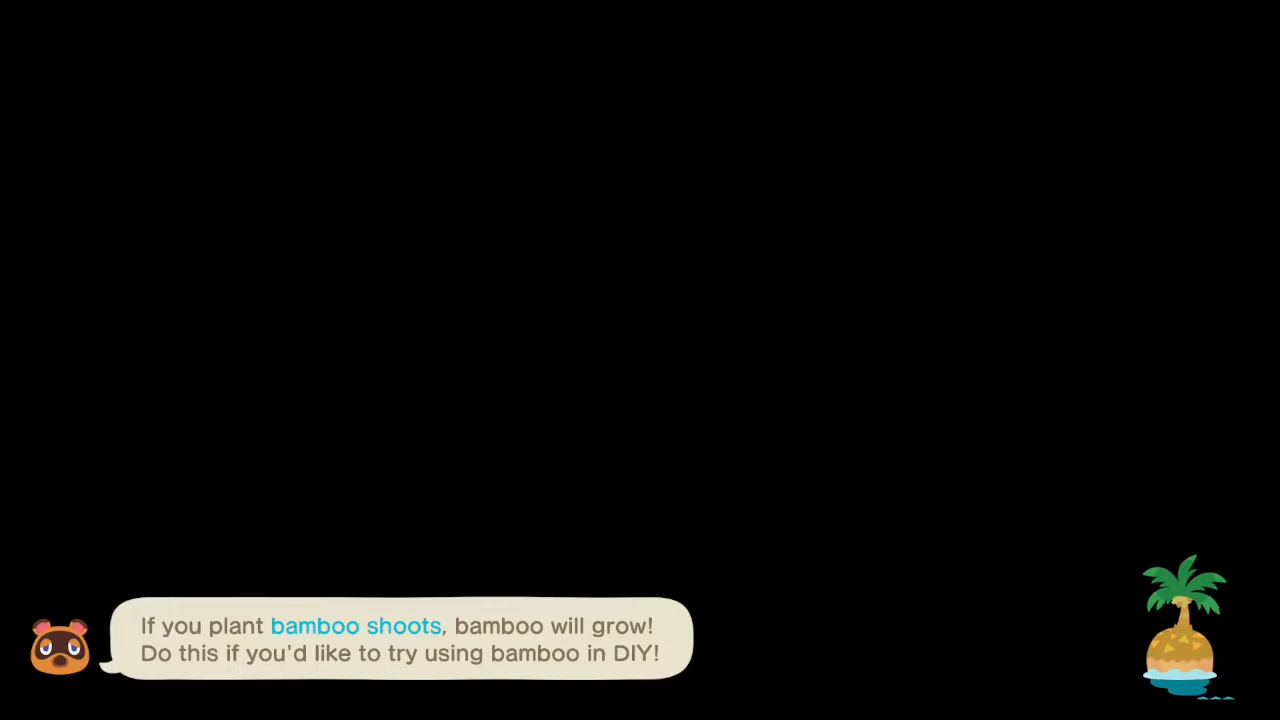 If you plant bamboo shoots, bamboo will grow!
Do this if you'd like to try using bamboo in DIY!